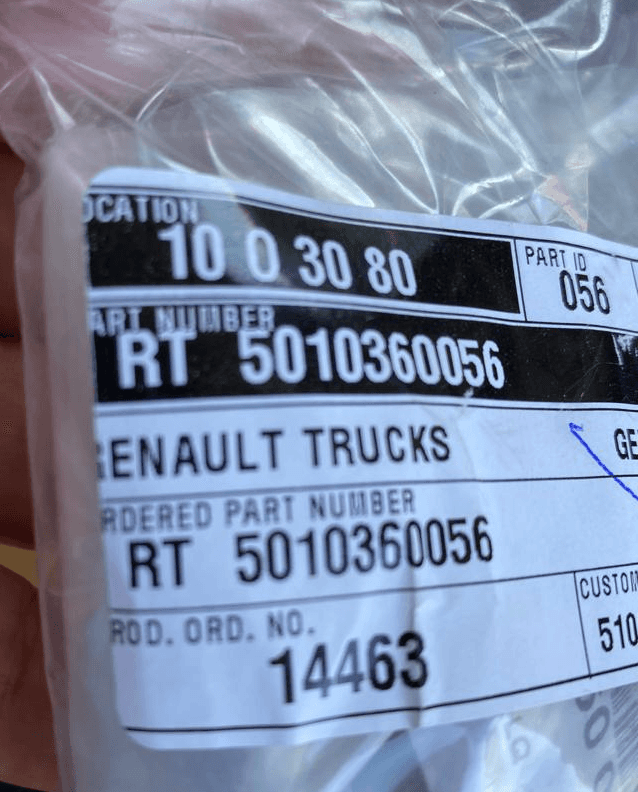 OCATION
10 0 30 80
PART ID
056
ART NUMBER
RT 5010360056
ENAULT TRUCKS
GE
RDERED PART NUMBER
RT 5010360056
ROD. ORD. NO.
14463
CUSTOM
510